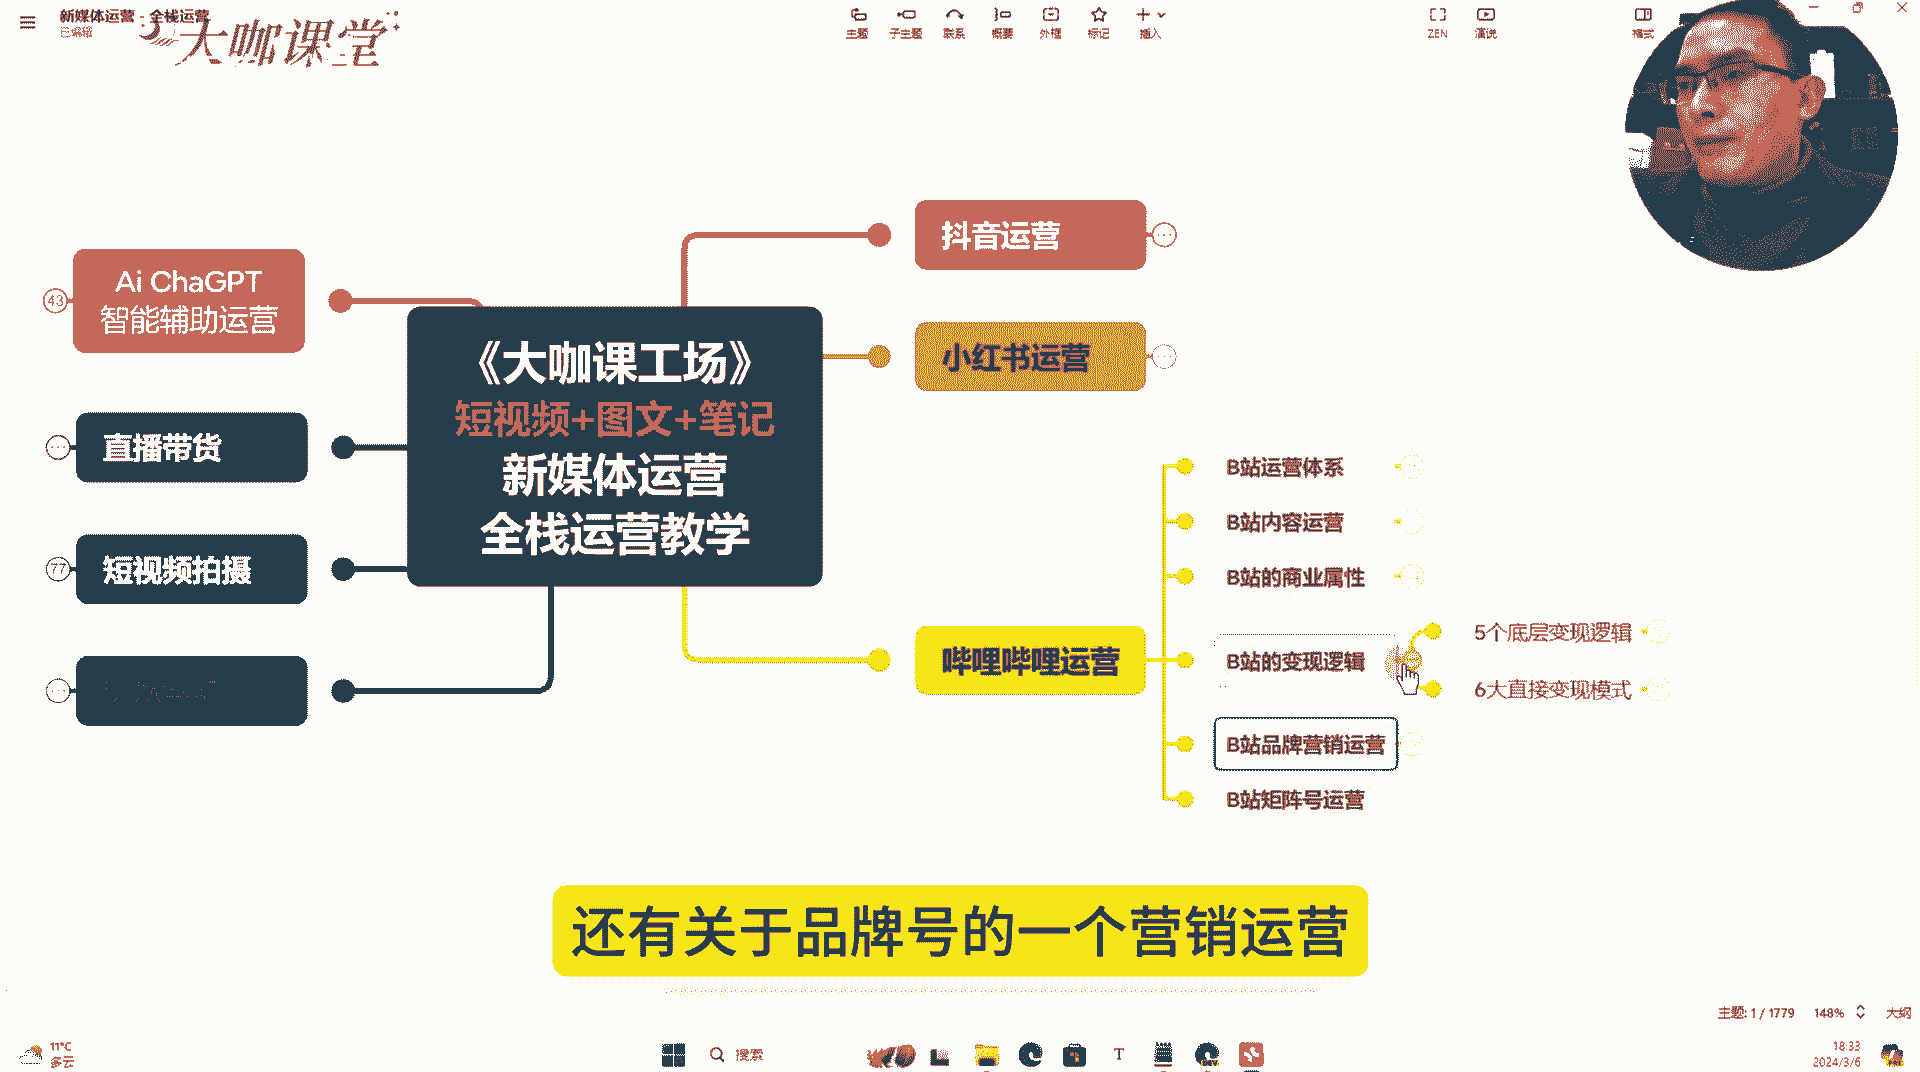 新媒体运营 - 全栈运营
已编辑
大咖课堂
主题
子主题
联系
概要
外框
标记
插入
ZEN
演说
格式
43
Ai ChaGPT
智能辅助运营
直播带货
77
短视频拍摄
《大咖课工场》
短视频+图文+笔记
新媒体运营
全栈运营教学
抖音运营
小红书运营
哔哩哔哩运营
B站运营体系
B站内容运营
B站的商业属性
B站的变现逻辑
5个底层变现逻辑
6大直接变现模式
B站品牌营销运营
B站矩阵号运营
还有关于品牌号的一个营销运营
主题: 1 / 1779
148%
大纲
11°C
多云
搜索
18:33
2024/3/6